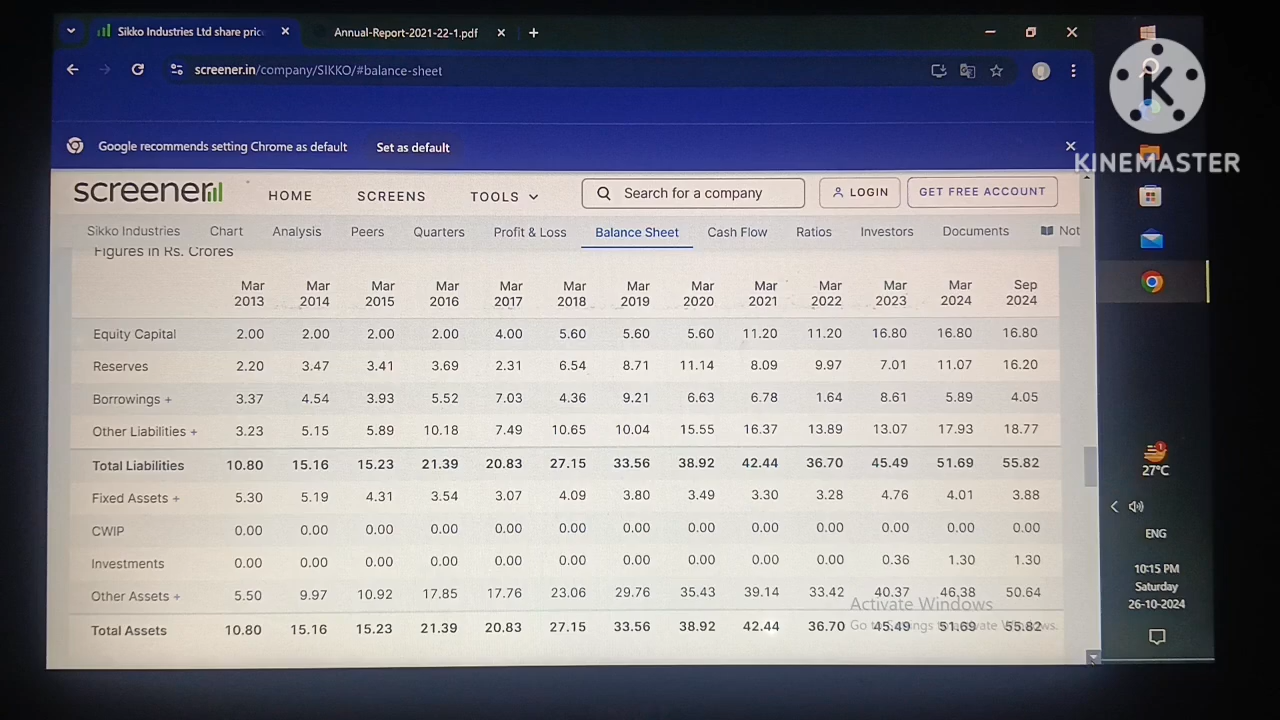 Sikko Industries Ltd share pric
Annual-Report-2021-22-1.pdf
screener.in/company/SIKKO/#balance-sheet
Google recommends setting Chrome as default Set as default
K
KINEMASTER
screener HOME SCREENS TOOLS Search for a company LOGIN GET FREE ACCOUNT
Sikko Industries Chart Analysis Peers Quarters Profit & Loss Balance Sheet Cash Flow Ratios Investors Documents Not
Figures in Rs. Crores
Mar Mar Mar Mar Mar Mar Mar Mar Mar Mar Mar Mar Sep
2013 2014 2015 2016 2017 2018 2019 2020 2021 2022 2023 2024 2024
Equity Capital 2.00 2.00 2.00 2.00 4.00 5.60 5.60 5.60 11.20 11.20 16.80 16.80 16.80
Reserves 2.20 3.47 3.41 3.69 2.31 6.54 8.71 11.14 8.09 9.97 7.01 11.07 16.20
Borrowings + 3.37 4.54 3.93 5.52 7.03 4.36 9.21 6.63 6.78 1.64 8.61 5.89 4.05
Other Liabilities + 3.23 5.15 5.89 10.18 7.49 10.65 10.04 15.55 16.37 13.89 13.07 17.93 18.77
Total Liabilities 10.80 15.16 15.23 21.39 20.83 27.15 33.56 38.92 42.44 36.70 45.49 51.69 55.82
Fixed Assets + 5.30 5.19 4.31 3.54 3.07 4.09 3.80 3.49 3.30 3.28 4.76 4.01 3.88
CWIP 0.00 0.00 0.00 0.00 0.00 0.00 0.00 0.00 0.00 0.00 0.00 0.00 0.00
Investments 0.00 0.00 0.00 0.00 0.00 0.00 0.00 0.00 0.00 0.00 0.36 1.30 1.30
Other Assets + 5.50 9.97 10.92 17.85 17.76 23.06 29.76 35.43 39.14 33.42 40.37 46.38 50.64
Total Assets 10.80 15.16 15.23 21.39 20.83 27.15 33.56 38.92 42.44 36.70 45.49 51.69 55.82
Activate Windows
Go to Settings to activate Windows.
27°C
ENG
10:15 PM
Saturday
26-10-2024